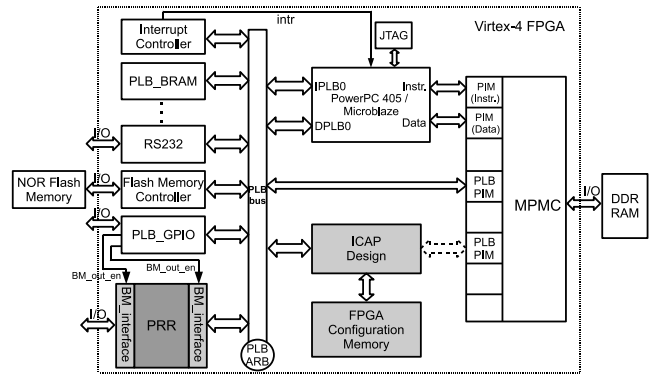 Virtex-4 FPGA
Interrupt
Controller
intr
JTAG
PLB_BRAM
IPLB0
Instr.
PowerPC 405 /
Microblaze
DPLB0
Data
PIM
(Instr.)
PIM
(Data)
I/O
RS232
NOR Flash
Memory
I/O
Flash Memory
Controller
PLB
bus
PLB
PIM
MPMC
I/O
DDR
RAM
I/O
PLB_GPIO
ICAP
Design
PLB
PIM
BM_out_en
BM_out_en
I/O
BM_interface
PRR
BM_interface
FPGA
Configuration
Memory
PLB
ARB